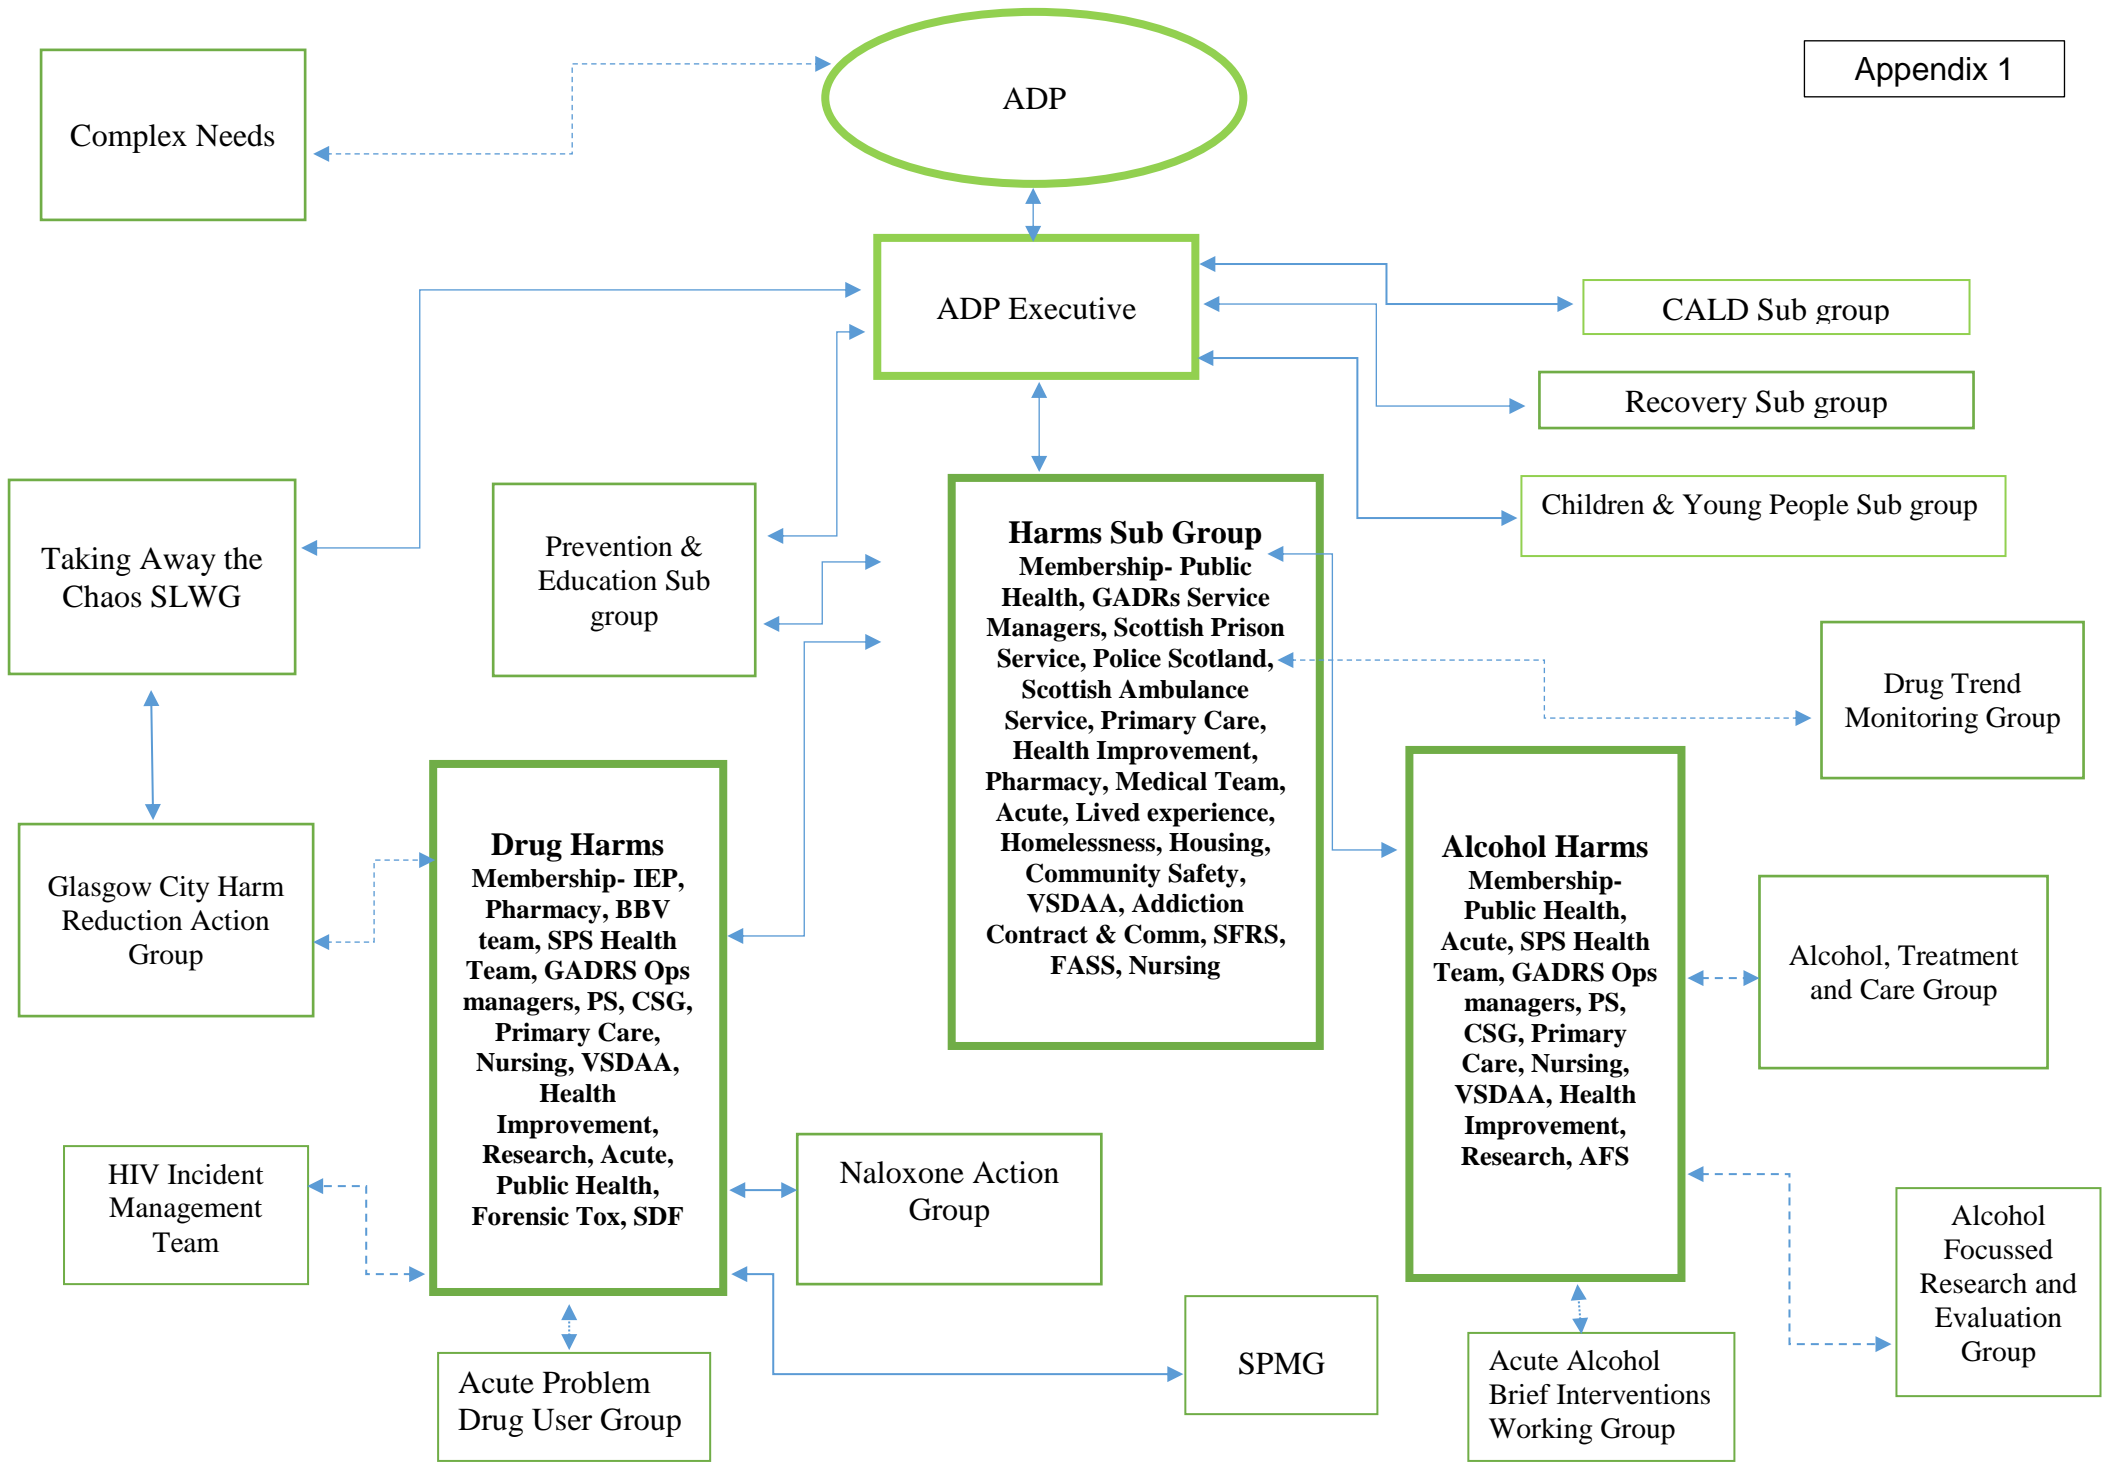 Appendix 1
ADP
Complex Needs
ADP Executive
CALD Sub group
Recovery Sub group
Children & Young People Sub group
Taking Away the
Chaos SLWG
Prevention &
Education Sub
group
Harms Sub Group
Membership- Public
Health, GADRs Service
Managers, Scottish Prison
Service, Police Scotland,
Scottish Ambulance
Service, Primary Care,
Health Improvement,
Pharmacy, Medical Team,
Acute, Lived experience,
Homelessness, Housing,
Community Safety,
VSDAA, Addiction
Contract & Comm, SFRS,
FASS, Nursing
Drug Trend
Monitoring Group
Glasgow City Harm
Reduction Action
Group
Drug Harms
Membership- IEP,
Pharmacy, BBV
team, SPS Health
Team, GADRS Ops
managers, PS, CSG,
Primary Care,
Nursing, VSDAA,
Health
Improvement,
Research, Acute,
Public Health,
Forensic Tox, SDF
Alcohol Harms
Membership-
Public Health,
Acute, SPS Health
Team, GADRS Ops
managers, PS,
CSG, Primary
Care, Nursing,
VSDAA, Health
Improvement,
Research, AFS
Alcohol, Treatment
and Care Group
HIV Incident
Management
Team
Naloxone Action
Group
Alcohol
Focussed
Research and
Evaluation
Group
Acute Problem
Drug User Group
SPMG
Acute Alcohol
Brief Interventions
Working Group